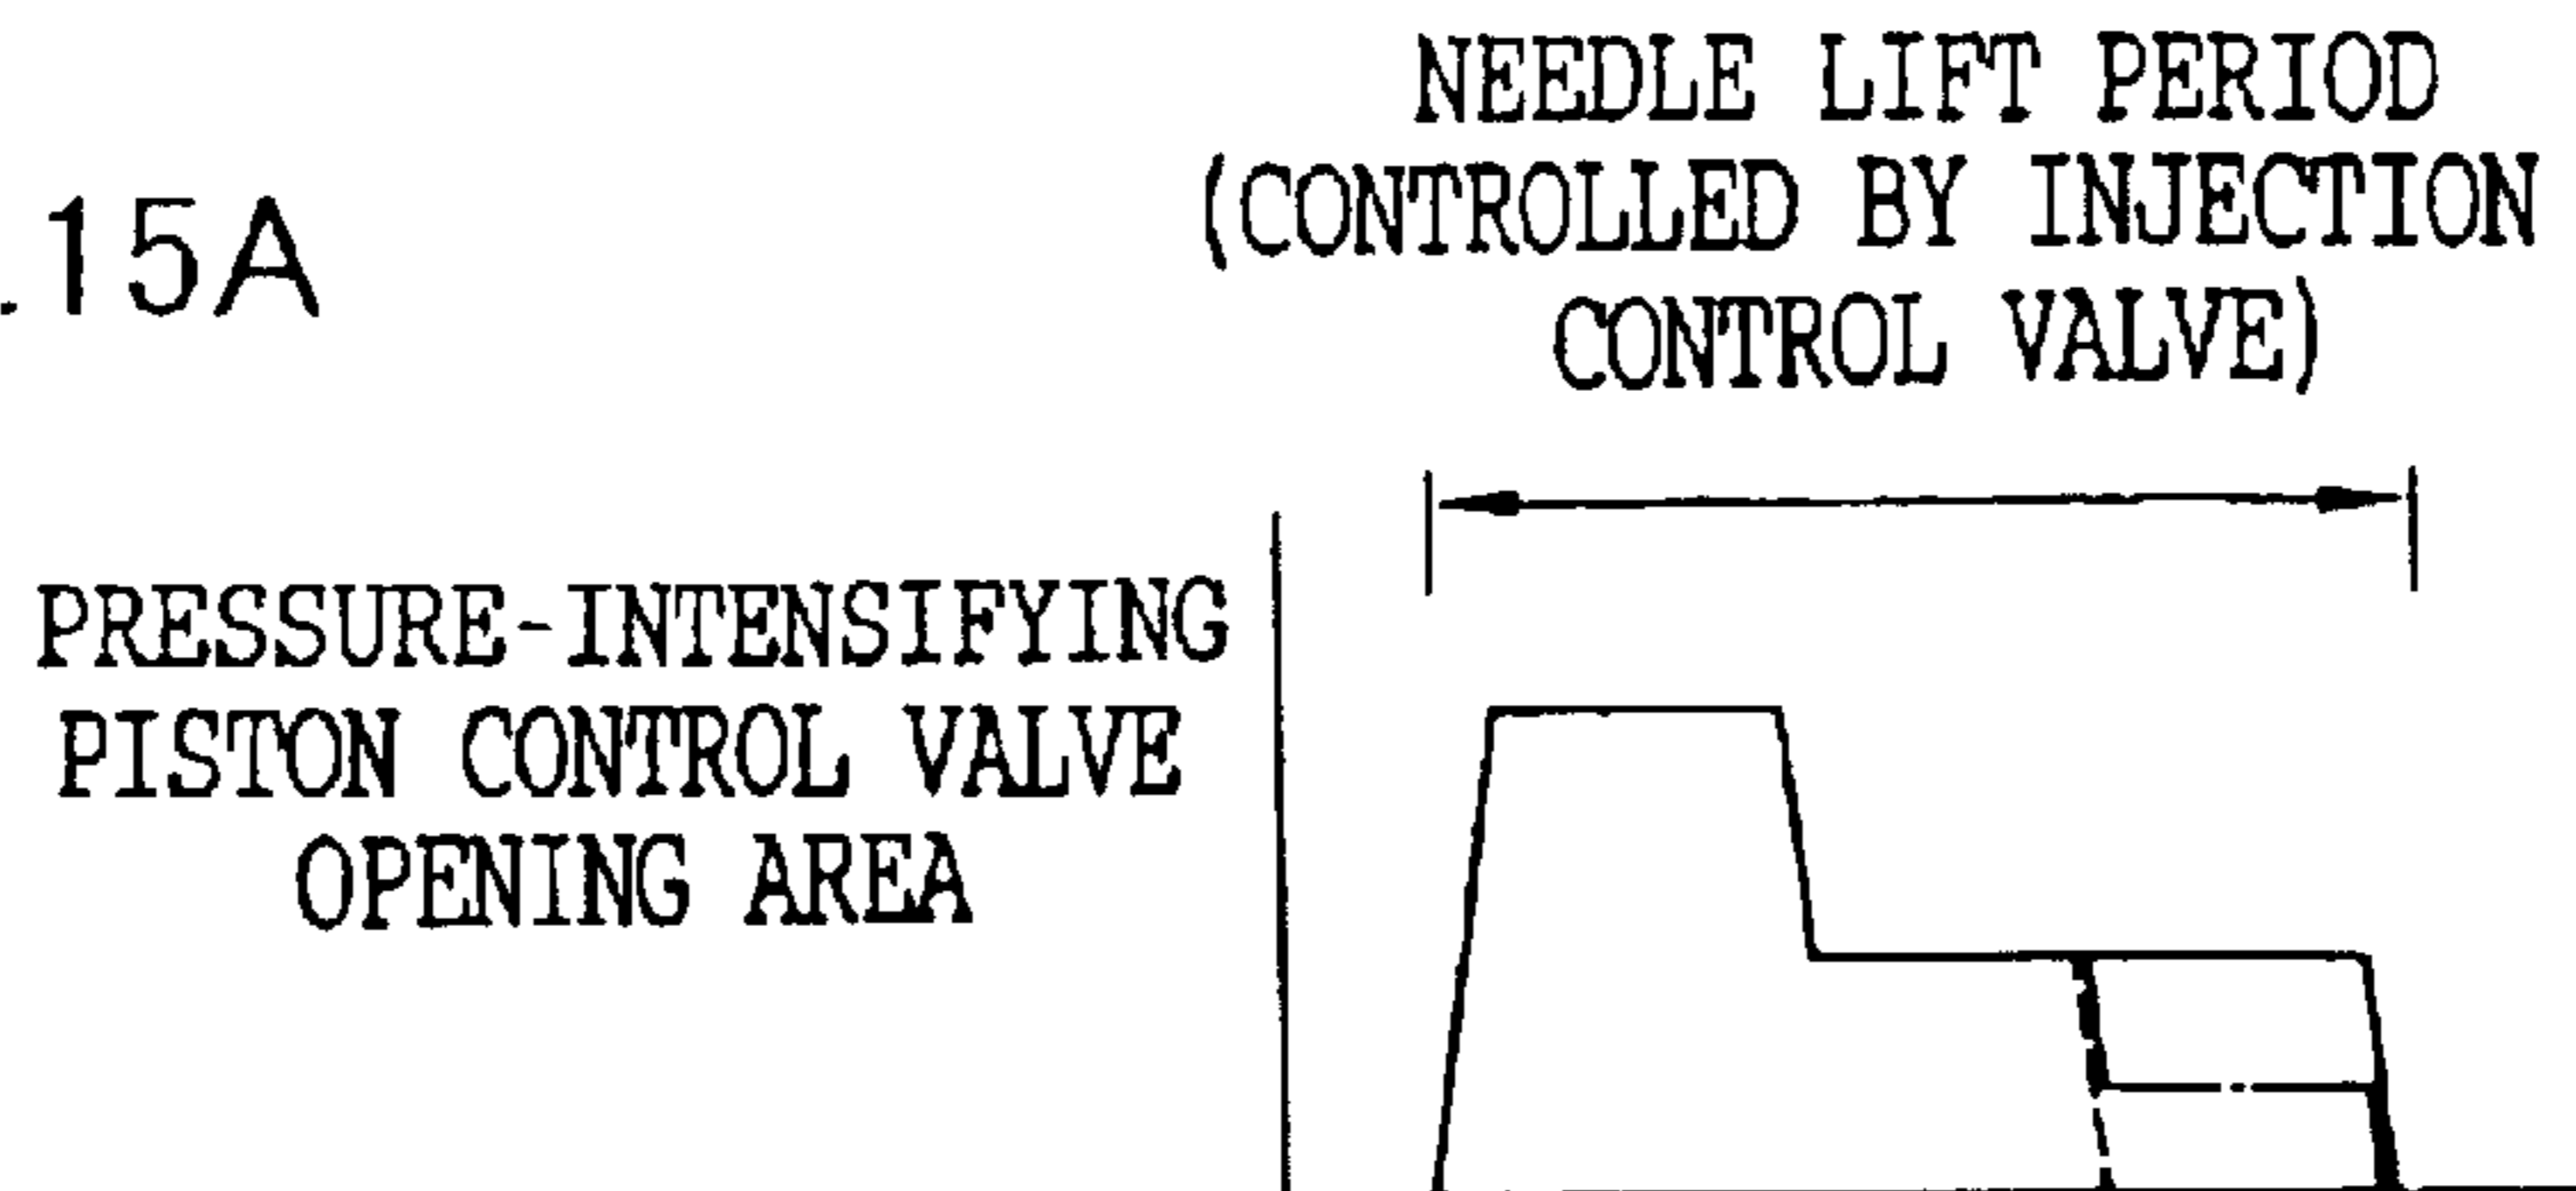 .15A
NEEDLE LIFT PERIOD
(CONTROLLED BY INJECTION
CONTROL VALVE)
PRESSURE-INTENSIFYING
PISTON CONTROL VALVE
OPENING AREA